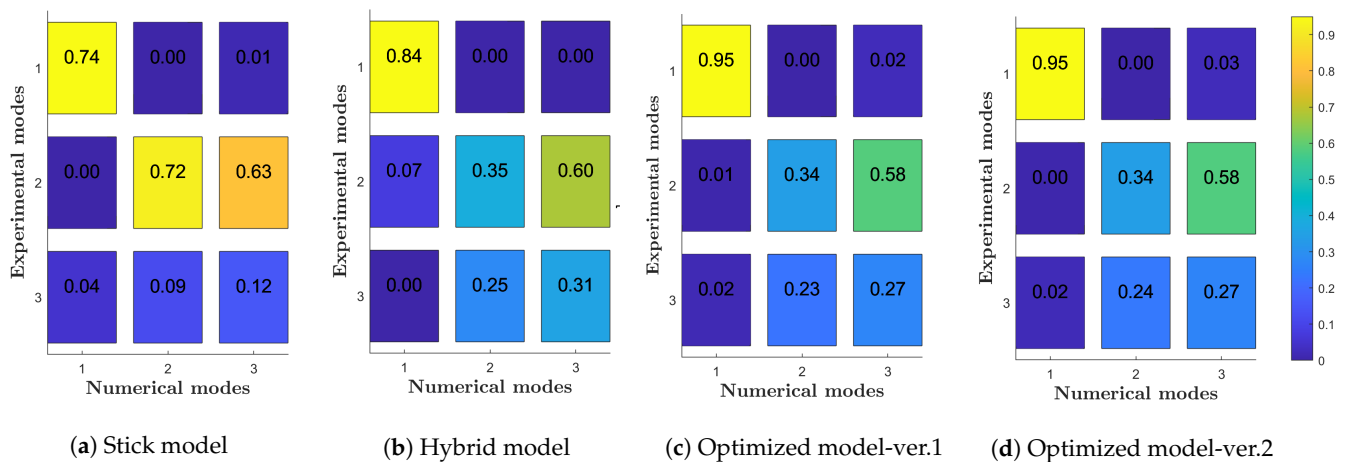 Experimental modes
1
2
3
0.74 0.00 0.01
0.00 0.72 0.63
0.04 0.09 0.12
1 2 3
Numerical modes
(a) Stick model
Experimental modes
1
2
3
0.84 0.00 0.00
0.07 0.35 0.60
0.00 0.25 0.31
1 2 3
Numerical modes
(b) Hybrid model
Experimental modes
1
2
3
0.95 0.00 0.02
0.01 0.34 0.58
0.02 0.23 0.27
1 2 3
Numerical modes
(c) Optimized model-ver.1
Experimental modes
1
2
3
0.95 0.00 0.03
0.00 0.34 0.58
0.02 0.24 0.27
1 2 3
Numerical modes
(d) Optimized model-ver.2
0.9
0.8
0.7
0.6
0.5
0.4
0.3
0.2
0.1
0